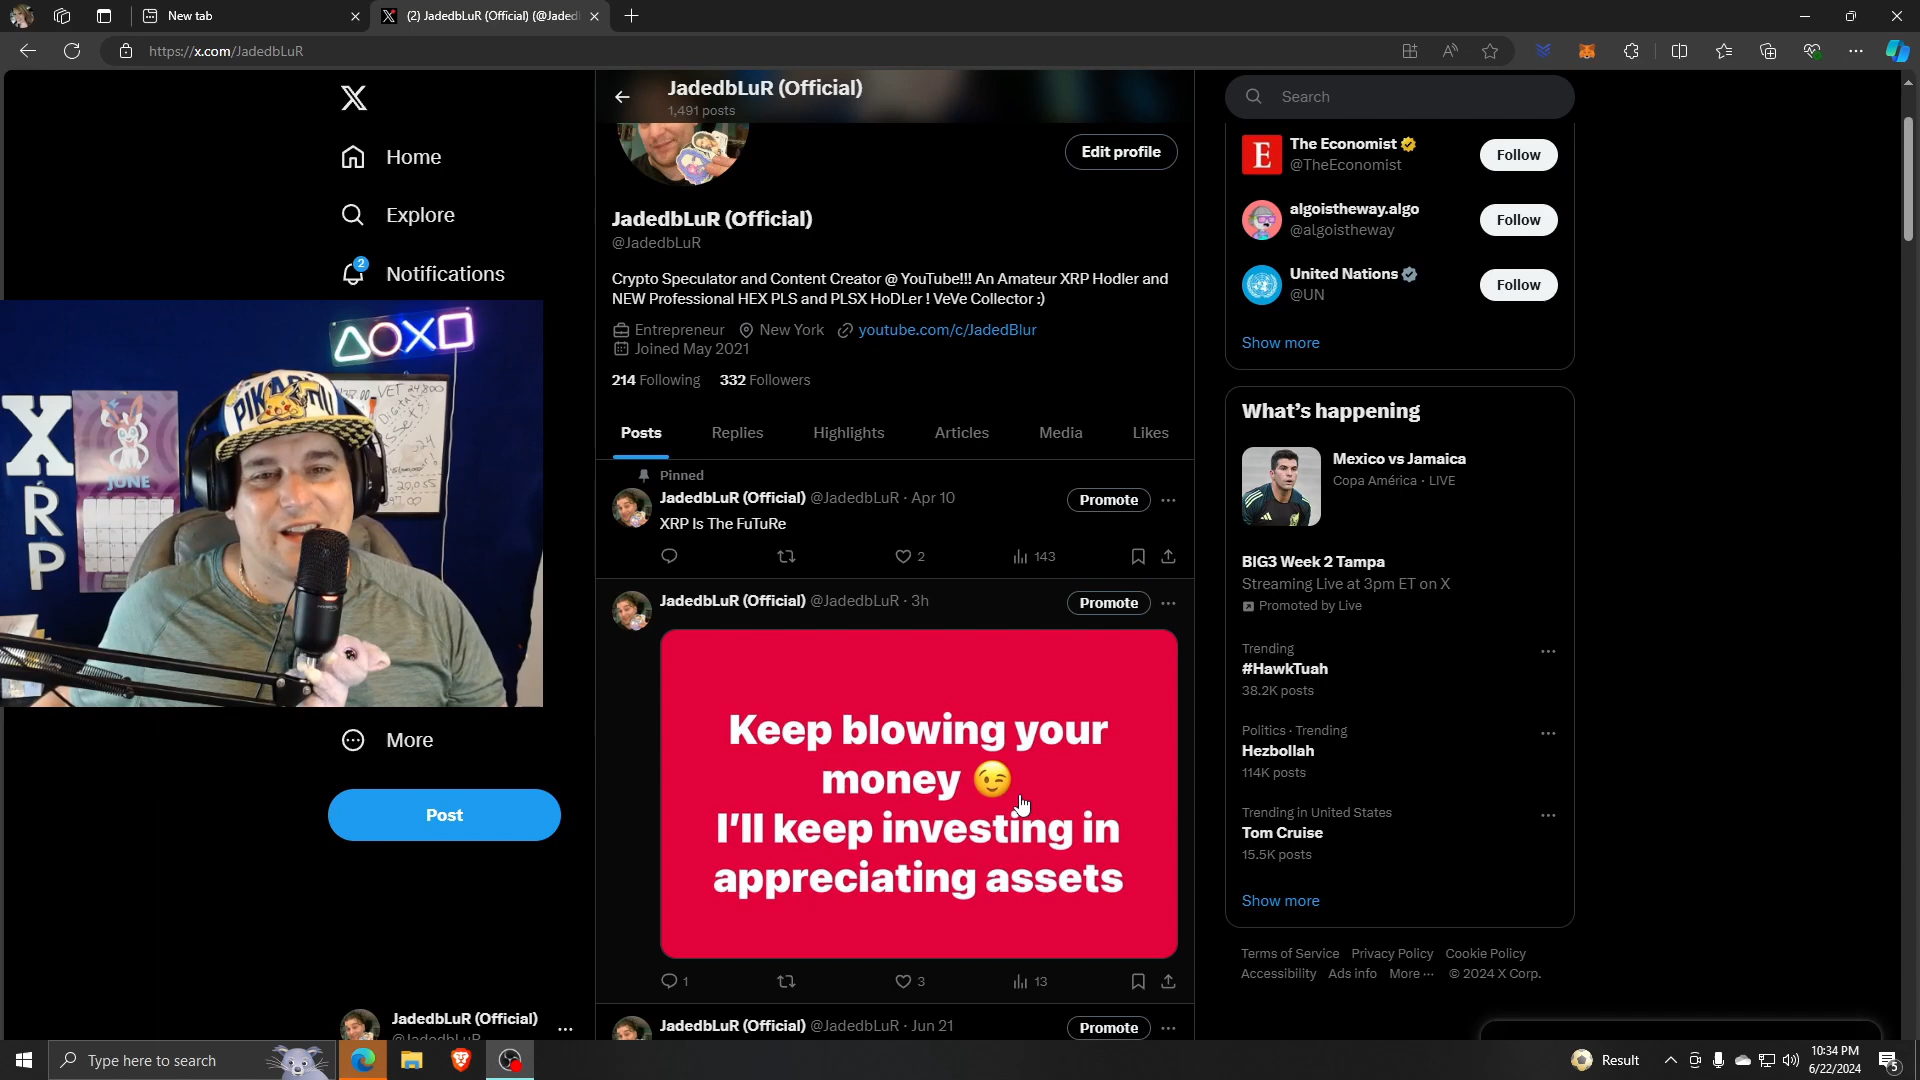 New tab
(2) JadedbLuR (Official) (@Jaded
https://x.com/JadedbLuR
JadedbLuR (Official)
1,491 posts
Home
Explore
2
Notifications
More
Post
JadedbLuR (Official)
Edit profile
JadedbLuR (Official)
@JadedbLuR
Crypto Speculator and Content Creator @ YouTube!!! An Amateur XRP Hodler and
NEW Professional HEX PLS and PLSX HoDLer ! VeVe Collector :)
Entrepreneur New York youtube.com/c/JadedBlur
Joined May 2021
214 Following 332 Followers
Posts Replies Highlights Articles Media Likes
Pinned
JadedbLuR (Official) @JadedbLuR · Apr 10
Promote
XRP Is The FuTuRe
2 143
JadedbLuR (Official) @JadedbLuR · 3h
Promote
Keep blowing your
money 😉
I'll keep investing in
appreciating assets
1 3 13
JadedbLuR (Official) @JadedbLuR · Jun 21
Promote
Search
The Economist
@TheEconomist
Follow
algoistheway.algo
@algoistheway
Follow
United Nations
@UN
Follow
Show more
What's happening
Mexico vs Jamaica
Copa América · LIVE
BIG3 Week 2 Tampa
Streaming Live at 3pm ET on X
Promoted by Live
Trending
#HawkTuah
38.2K posts
Politics · Trending
Hezbollah
114K posts
Trending in United States
Tom Cruise
15.5K posts
Show more
Terms of Service Privacy Policy Cookie Policy
Accessibility Ads info More ··· © 2024 X Corp.
XRP
JUNE
PIKACHU
VET 24,800
Type here to search
Result
10:34 PM
6/22/2024
5